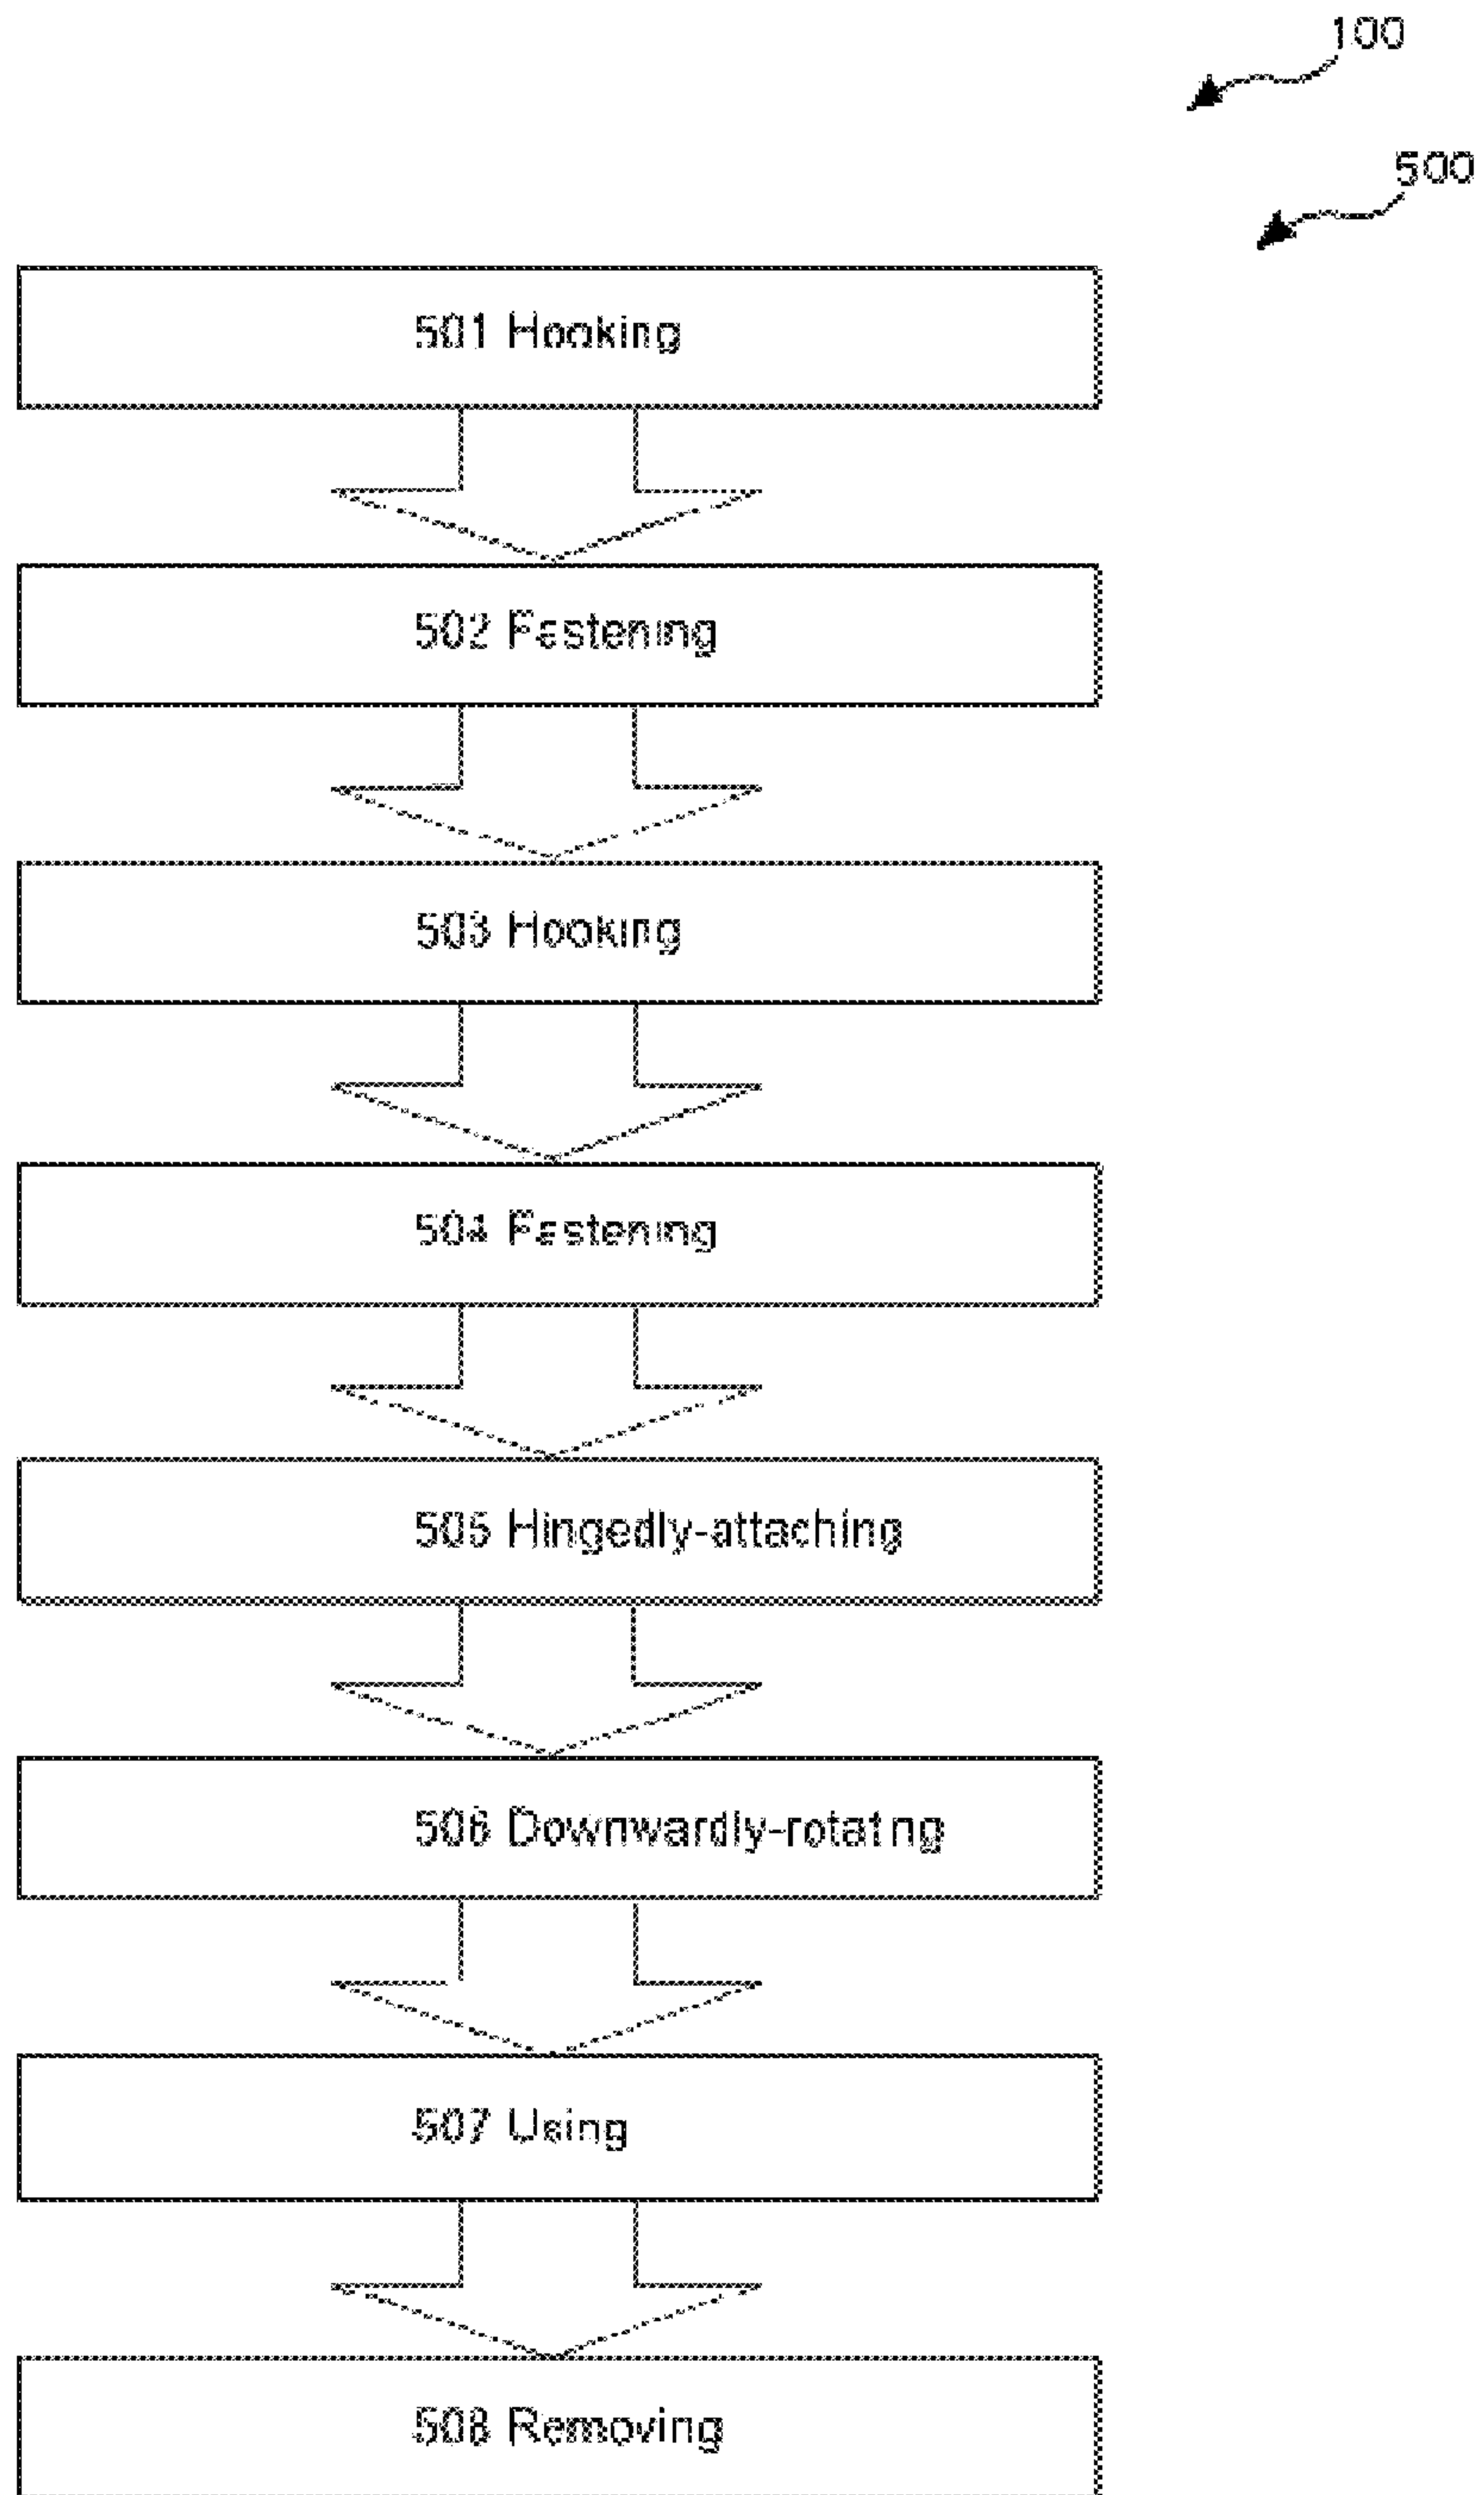 100
500
501 Hooking
502 Fastening
503 Hooking
504 Fastening
505 Hingedly-attaching
506 Downwardly-rotating
507 Using
508 Removing